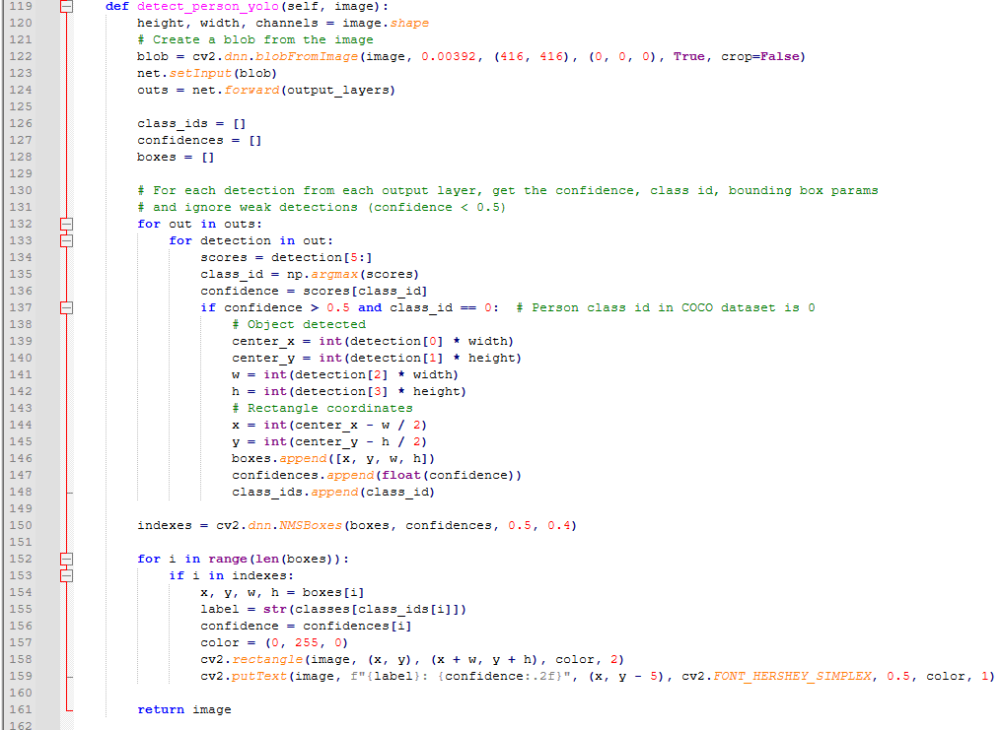 119 def detect_person_yolo(self, image):
120 height, width, channels = image.shape
121 # Create a blob from the image
122 blob = cv2.dnn.blobFromImage(image, 0.00392, (416, 416), (0, 0, 0), True, crop=False)
123 net.setInput(blob)
124 outs = net.forward(output_layers)
125
126 class_ids = []
127 confidences = []
128 boxes = []
129
130 # For each detection from each output layer, get the confidence, class id, bounding box params
131 # and ignore weak detections (confidence < 0.5)
132 for out in outs:
133 for detection in out:
134 scores = detection[5:]
135 class_id = np.argmax(scores)
136 confidence = scores[class_id]
137 if confidence > 0.5 and class_id == 0:  # Person class id in COCO dataset is 0
138 # Object detected
139 center_x = int(detection[0] * width)
140 center_y = int(detection[1] * height)
141 w = int(detection[2] * width)
142 h = int(detection[3] * height)
143 # Rectangle coordinates
144 x = int(center_x - w / 2)
145 y = int(center_y - h / 2)
146 boxes.append([x, y, w, h])
147 confidences.append(float(confidence))
148 class_ids.append(class_id)
149
150 indexes = cv2.dnn.NMSBoxes(boxes, confidences, 0.5, 0.4)
151
152 for i in range(len(boxes)):
153 if i in indexes:
154 x, y, w, h = boxes[i]
155 label = str(classes[class_ids[i]])
156 confidence = confidences[i]
157 color = (0, 255, 0)
158 cv2.rectangle(image, (x, y), (x + w, y + h), color, 2)
159 cv2.putText(image, f"{label}: {confidence:.2f}", (x, y - 5), cv2.FONT_HERSHEY_SIMPLEX, 0.5, color, 1)
160
161 return image
162